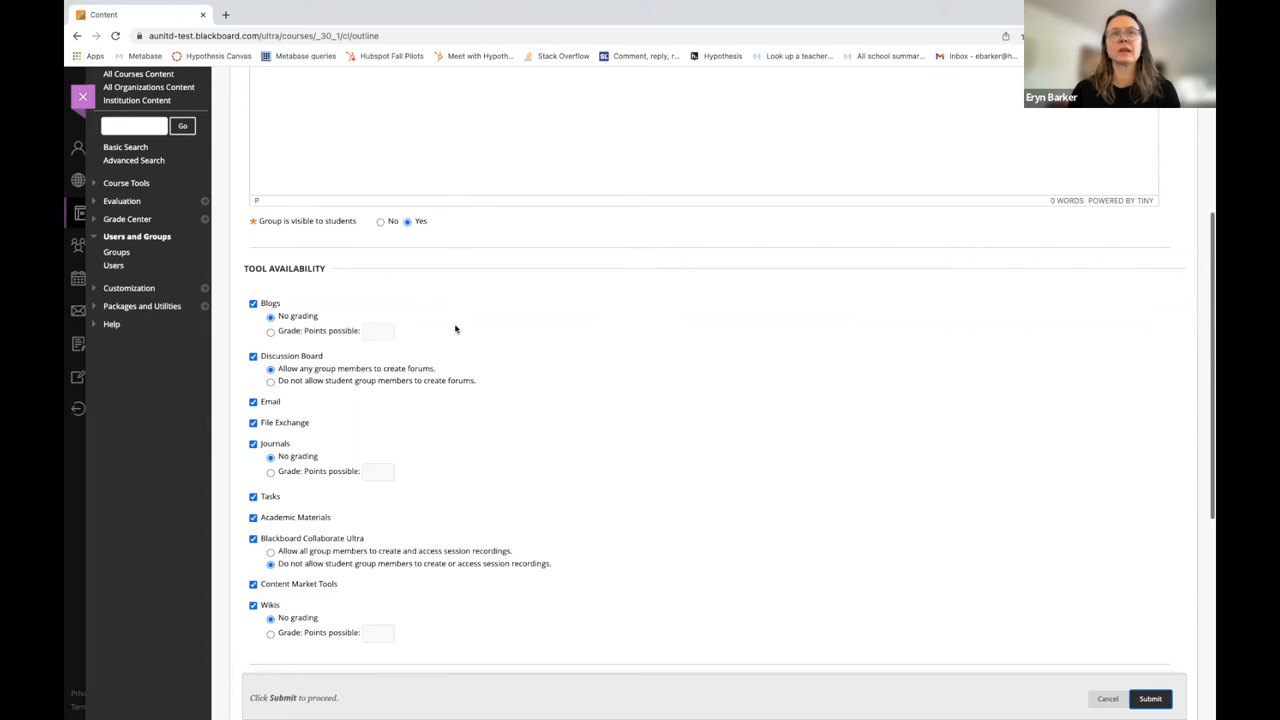 Content
aunltd-test.blackboard.com/ultra/courses/_30_1/cl/outline
Apps Metabase Hypothesis Canvas Metabase queries Hubspot Fall Pilots Meet with Hypoth... Stack Overflow Comment, reply, r... Hypothesis Look up a teacher... All school summar... Inbox - ebarker@h...
Eryn Barker
All Courses Content
All Organizations Content
Institution Content
Go
Basic Search
Advanced Search
Course Tools
Evaluation
Grade Center
Users and Groups
Groups
Users
Customization
Packages and Utilities
Help
P 0 WORDS POWERED BY TINY
Group is visible to students No Yes
TOOL AVAILABILITY
Blogs
No grading
Grade: Points possible:
Discussion Board
Allow any group members to create forums.
Do not allow student group members to create forums.
Email
File Exchange
Journals
No grading
Grade: Points possible:
Tasks
Academic Materials
Blackboard Collaborate Ultra
Allow all group members to create and access session recordings.
Do not allow student group members to create or access session recordings.
Content Market Tools
Wikis
No grading
Grade: Points possible:
Click Submit to proceed.
Cancel Submit